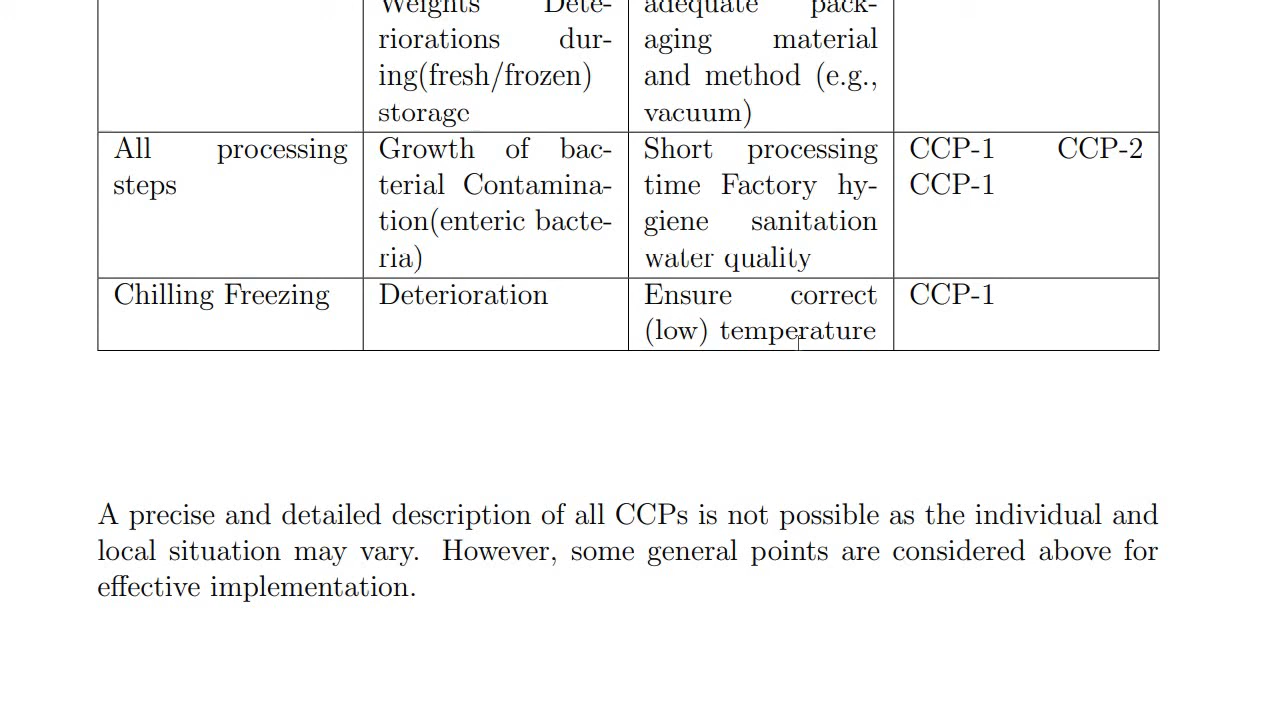 Weights Dete-
riorations dur-
ing(fresh/frozen)
storage
adequate pack-
aging material
and method (e.g.,
vacuum)
All processing
steps
Growth of bac-
terial Contamina-
tion(enteric bacte-
ria)
Short processing
time Factory hy-
giene sanitation
water quality
CCP-1 CCP-2
CCP-1
Chilling Freezing
Deterioration
Ensure correct
(low) temperature
CCP-1
A precise and detailed description of all CCPs is not possible as the individual and
local situation may vary. However, some general points are considered above for
effective implementation.